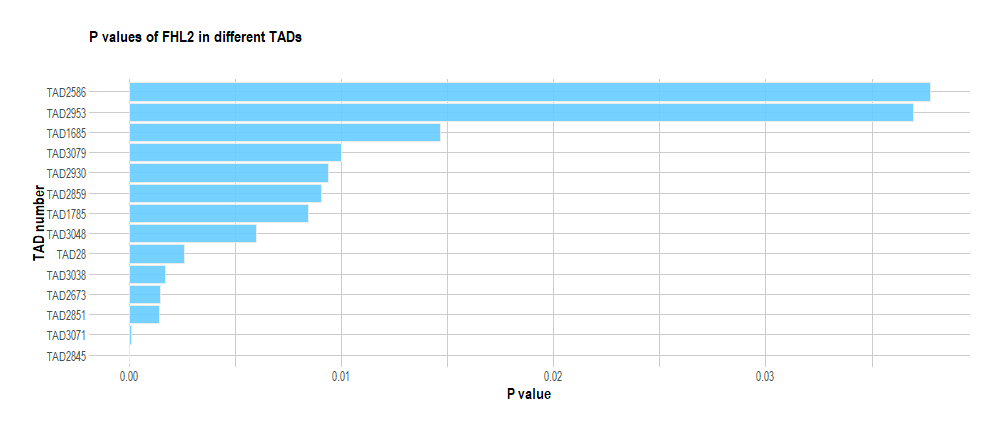 P values of FHL2 in different TADs
TAD number
TAD2586
TAD2953
TAD1685
TAD3079
TAD2930
TAD2859
TAD1785
TAD3048
TAD28
TAD3038
TAD2673
TAD2851
TAD3071
TAD2845
0.00 0.01 0.02 0.03
P value